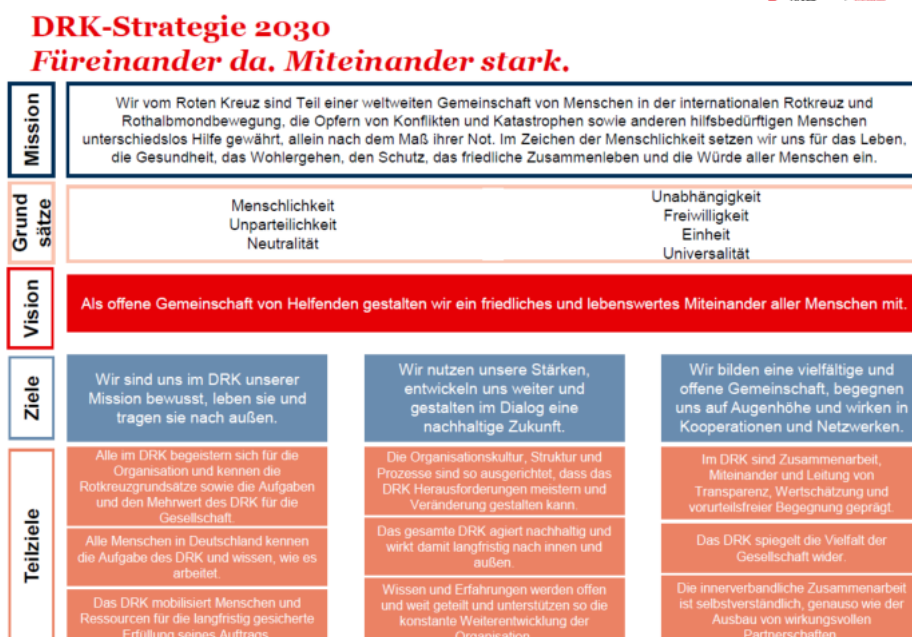 DRK-Strategie 2030
Füreinander da. Miteinander stark.
Mission
Wir vom Roten Kreuz sind Teil einer weltweiten Gemeinschaft von Menschen in der internationalen Rotkreuz und
Rothalbmondbewegung, die Opfern von Konflikten und Katastrophen sowie anderen hilfsbedürftigen Menschen
unterschiedslos Hilfe gewährt, allein nach dem Maß ihrer Not. Im Zeichen der Menschlichkeit setzen wir uns für das Leben,
die Gesundheit, das Wohlergehen, den Schutz, das friedliche Zusammenleben und die Würde aller Menschen ein.
Grund
sätze
Menschlichkeit
Unparteilichkeit
Neutralität
Unabhängigkeit
Freiwilligkeit
Einheit
Universalität
Vision
Als offene Gemeinschaft von Helfenden gestalten wir ein friedliches und lebenswertes Miteinander aller Menschen mit.
Ziele
Wir sind uns im DRK unserer
Mission bewusst, leben sie und
tragen sie nach außen.
Wir nutzen unsere Stärken,
entwickeln uns weiter und
gestalten im Dialog eine
nachhaltige Zukunft.
Wir bilden eine vielfältige und
offene Gemeinschaft, begegnen
uns auf Augenhöhe und wirken in
Kooperationen und Netzwerken.
Teilziele
Alle im DRK begeistern sich für die
Organisation und kennen die
Rotkreuzgrundsätze sowie die Aufgaben
und den Mehrwert des DRK für die
Gesellschaft.
Alle Menschen in Deutschland kennen
die Aufgabe des DRK und wissen, wie es
arbeitet.
Das DRK mobilisiert Menschen und
Ressourcen für die langfristig gesicherte
Erfüllung seines Auftrags
Die Organisationskultur, Struktur und
Prozesse sind so ausgerichtet, dass das
DRK Herausforderungen meistern und
Veränderung gestalten kann.
Das gesamte DRK agiert nachhaltig und
wirkt damit langfristig nach innen und
außen.
Wissen und Erfahrungen werden offen
und weit geteilt und unterstützen so die
konstante Weiterentwicklung der
Organisation
Im DRK sind Zusammenarbeit,
Miteinander und Leitung von
Transparenz, Wertschätzung und
vorurteilsfreier Begegnung geprägt.
Das DRK spiegelt die Vielfalt der
Gesellschaft wider.
Die innerverbandliche Zusammenarbeit
ist selbstverständlich, genauso wie der
Ausbau von wirkungsvollen
Partnerschaften